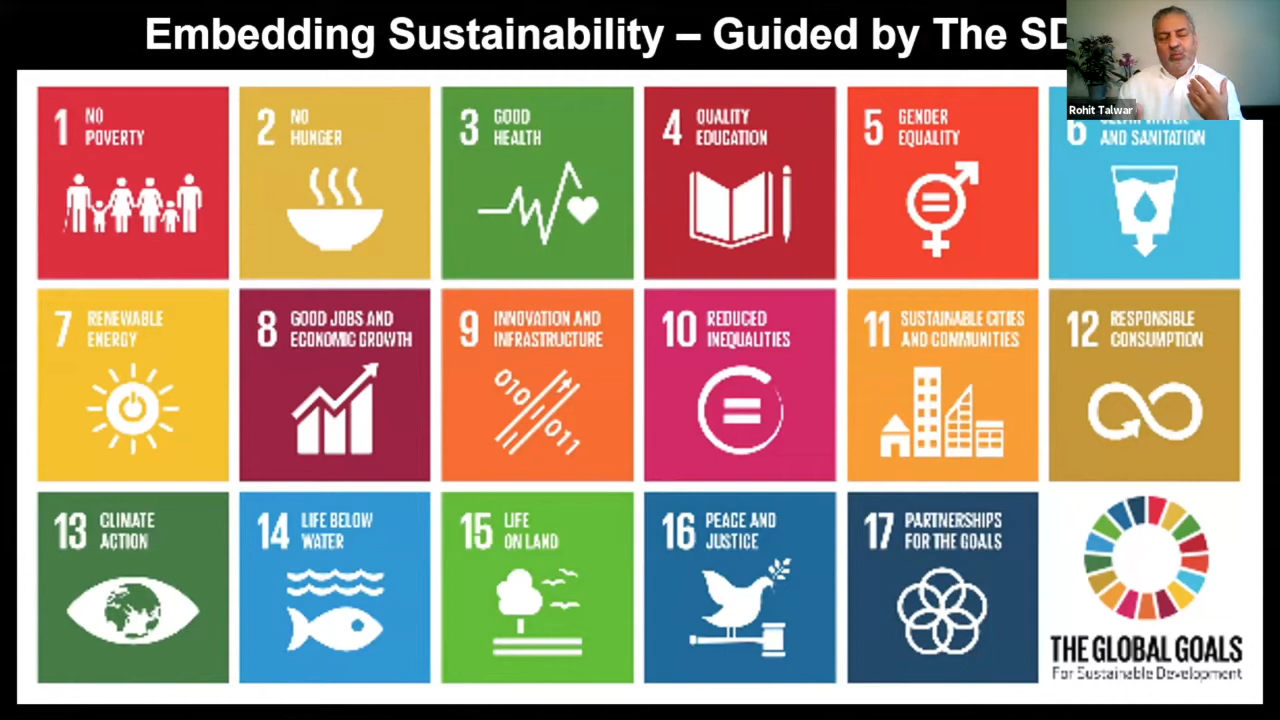 Embedding Sustainability – Guided by The
Rohit Talwar
1 NO
POVERTY
2 NO
HUNGER
3 GOOD
HEALTH
4 QUALITY
EDUCATION
5 GENDER
EQUALITY
6
AND SANITATION
7 RENEWABLE
ENERGY
8 GOOD JOBS AND
ECONOMIC GROWTH
9 INNOVATION AND
INFRASTRUCTURE
010
011
10 REDUCED
INEQUALITIES
11 SUSTAINABLE CITIES
AND COMMUNITIES
12 RESPONSIBLE
CONSUMPTION
13 CLIMATE
ACTION
14 LIFE BELOW
WATER
15 LIFE
ON LAND
16 PEACE AND
JUSTICE
17 PARTNERSHIPS
FOR THE GOALS
THE GLOBAL GOALS
For Sustainable Development